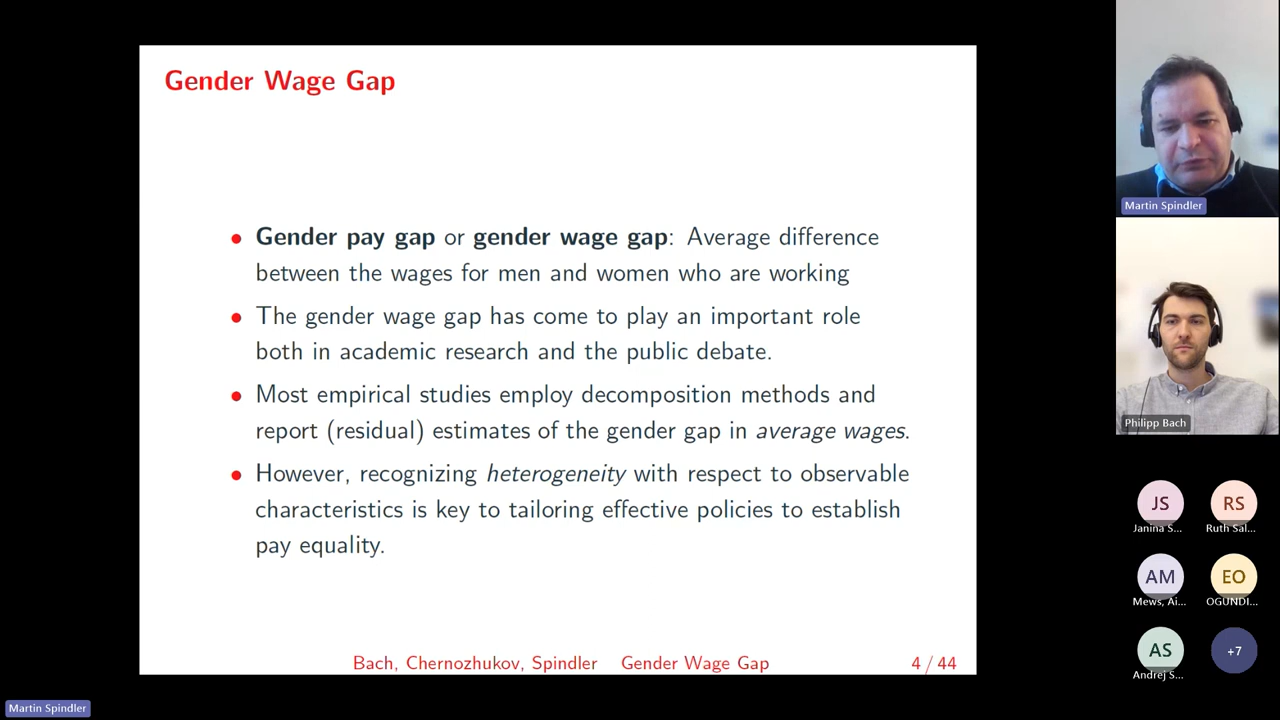 Gender Wage Gap
• Gender pay gap or gender wage gap: Average difference
between the wages for men and women who are working
• The gender wage gap has come to play an important role
both in academic research and the public debate.
• Most empirical studies employ decomposition methods and
report (residual) estimates of the gender gap in average wages.
• However, recognizing heterogeneity with respect to observable
characteristics is key to tailoring effective policies to establish
pay equality.
Bach, Chernozhukov, Spindler Gender Wage Gap 4 / 44
Martin Spindler
Philipp Bach
JS RS
Janina S... Ruth Sal...
AM EO
Mews, Ai... OGUNDI...
AS +7
Andrej S...
Martin Spindler